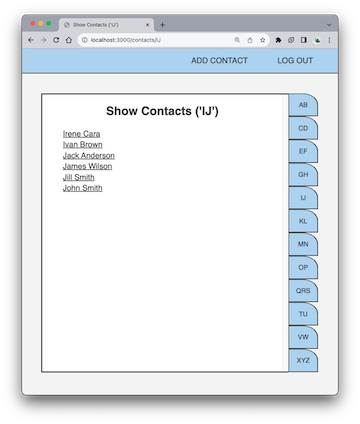 Show Contacts ('IJ')
localhost:3000/contacts/IJ
ADD CONTACT LOG OUT
Show Contacts ('IJ')
Irene Cara
Ivan Brown
Jack Anderson
James Wilson
Jill Smith
John Smith
AB
CD
EF
GH
IJ
KL
MN
OP
QRS
TU
VW
XYZ